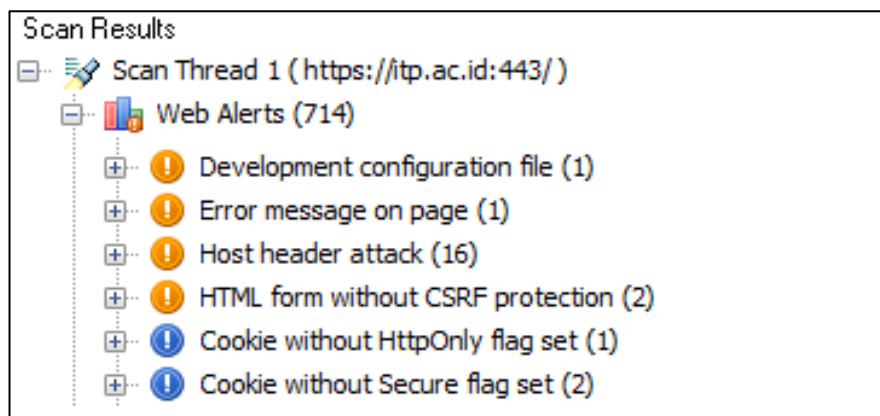 Scan Results
Scan Thread 1 ( https://itp.ac.id:443/ )
Web Alerts (714)
Development configuration file (1)
Error message on page (1)
Host header attack (16)
HTML form without CSRF protection (2)
Cookie without HttpOnly flag set (1)
Cookie without Secure flag set (2)